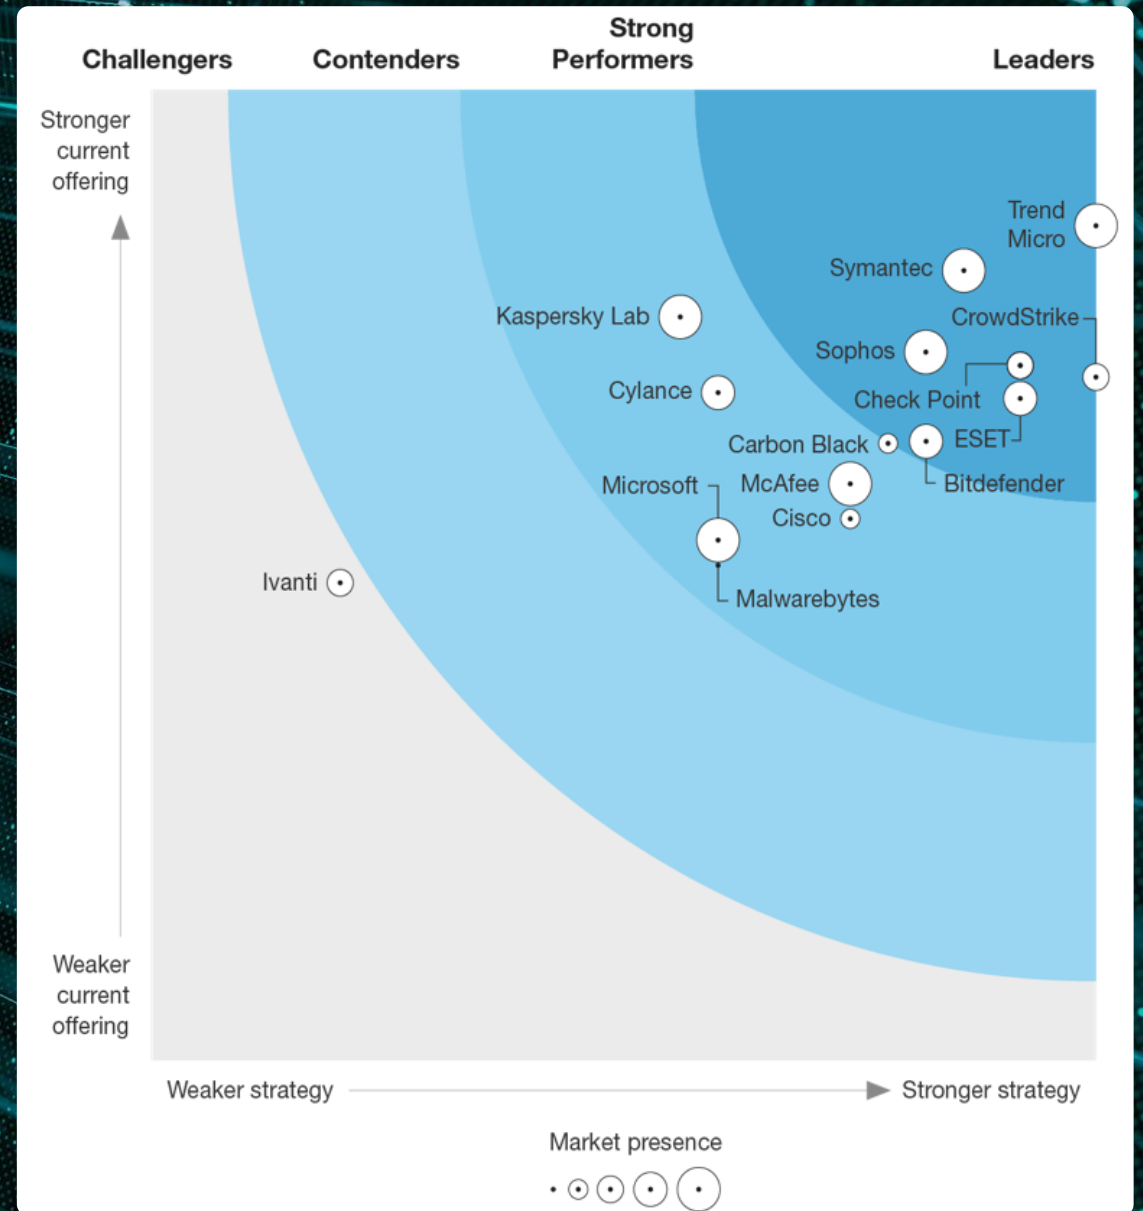 Challengers
Contenders
Strong
Performers
Leaders
Stronger
current
offering
Trend
Micro
Symantec
Kaspersky Lab
CrowdStrike
Sophos
Cylance
Check Point
Carbon Black
ESET
Microsoft
McAfee
Bitdefender
Cisco
Ivanti
Malwarebytes
Weaker
current
offering
Weaker strategy
Stronger strategy
Market presence